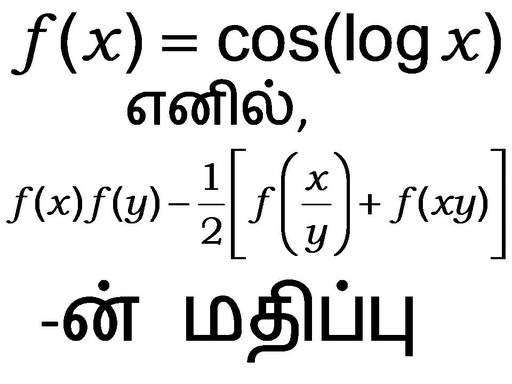 f(x) = cos(log x)
எனில்,
f(x)f(y) − 1/2 [ f(x/y) + f(xy) ]
-ன் மதிப்பு